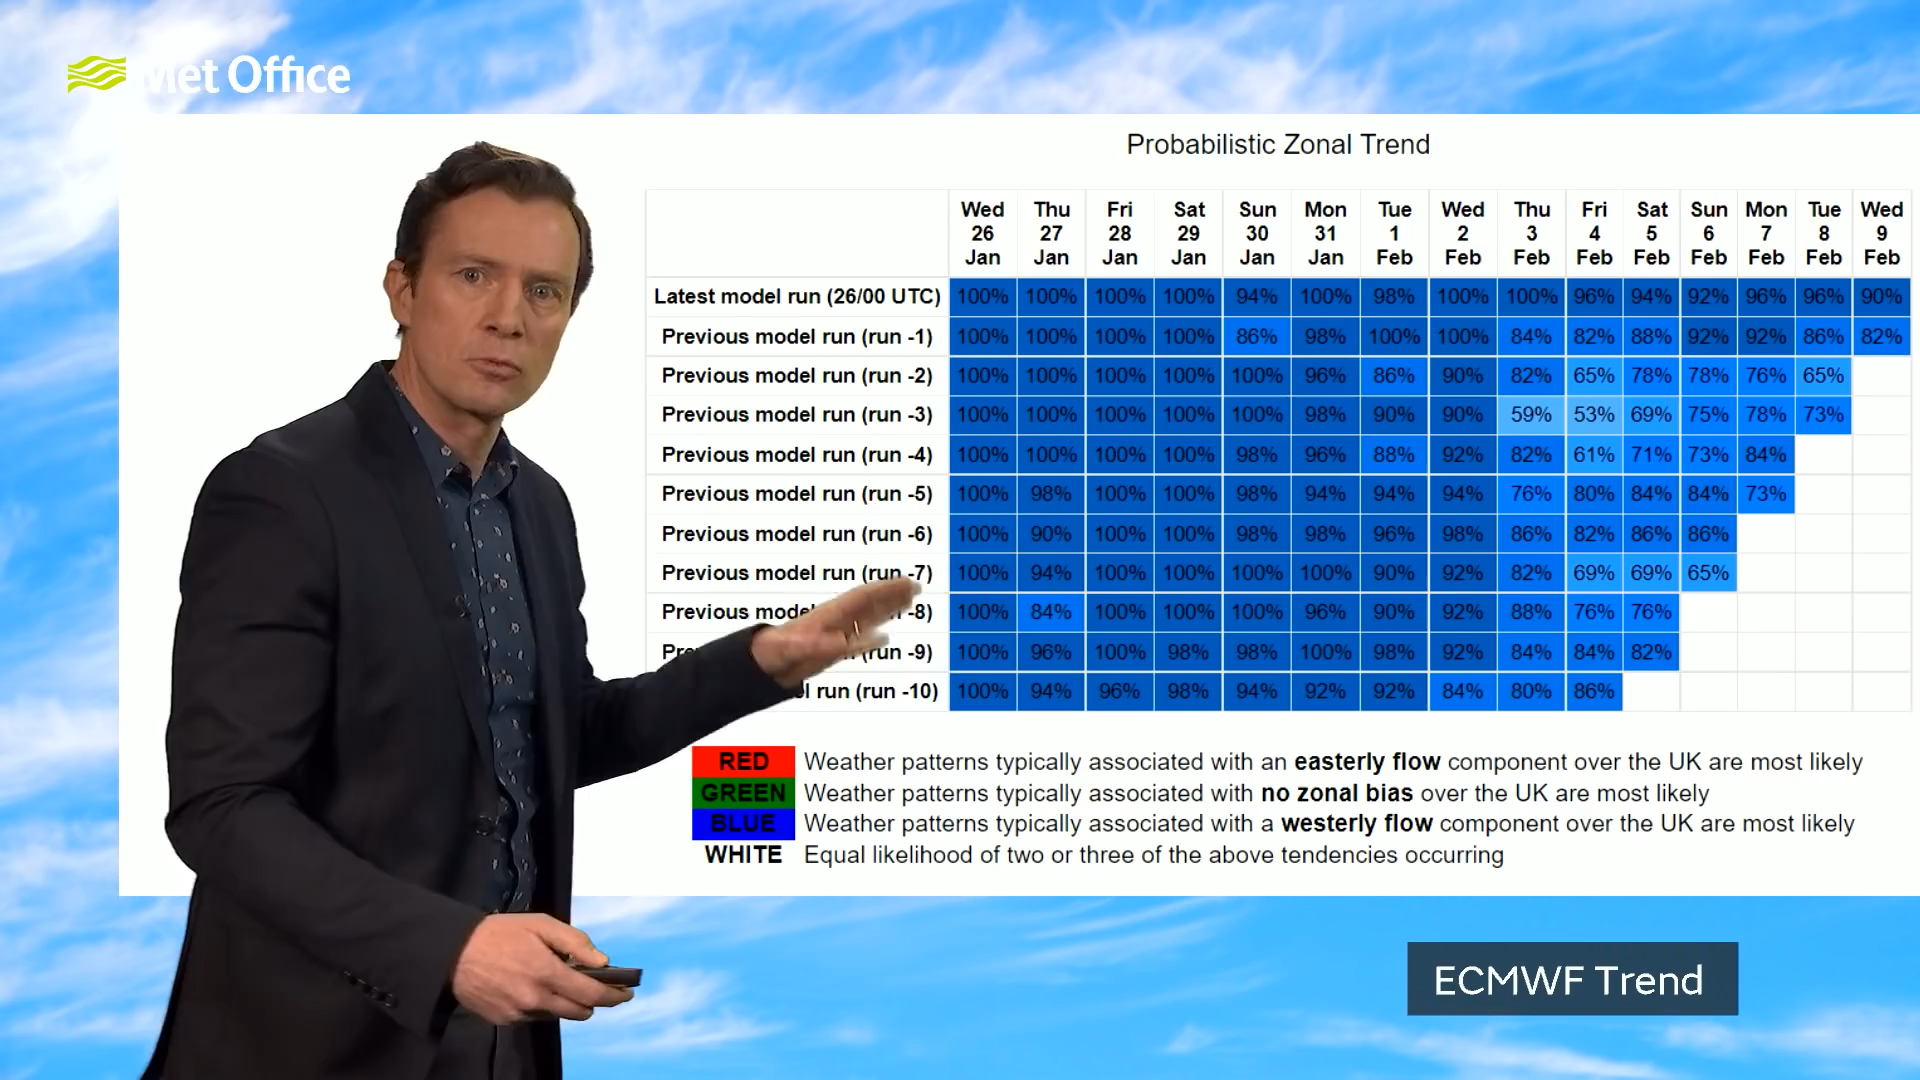 Met Office
Probabilistic Zonal Trend
Wed 26 Jan Thu 27 Jan Fri 28 Jan Sat 29 Jan Sun 30 Jan Mon 31 Jan Tue 1 Feb Wed 2 Feb Thu 3 Feb Fri 4 Feb Sat 5 Feb Sun 6 Feb Mon 7 Feb Tue 8 Feb Wed 9 Feb
Latest model run (26/00 UTC) 100% 100% 100% 100% 94% 100% 98% 100% 100% 96% 94% 92% 96% 96% 90%
Previous model run (run -1) 100% 100% 100% 100% 86% 98% 100% 100% 84% 82% 88% 92% 92% 86% 82%
Previous model run (run -2) 100% 100% 100% 100% 100% 96% 86% 90% 82% 65% 78% 78% 76% 65%
Previous model run (run -3) 100% 100% 100% 100% 100% 98% 90% 90% 59% 53% 69% 75% 78% 73%
Previous model run (run -4) 100% 100% 100% 100% 98% 96% 88% 92% 82% 61% 71% 73% 84%
Previous model run (run -5) 100% 98% 100% 100% 98% 94% 94% 94% 76% 80% 84% 84% 73%
Previous model run (run -6) 100% 90% 100% 100% 98% 98% 96% 98% 86% 82% 86% 86%
Previous model run (run -7) 100% 94% 100% 100% 100% 100% 90% 92% 82% 69% 69% 65%
Previous -8) 100% 84% 100% 100% 100% 96% 90% 92% 88% 76% 76%
(run -9) 100% 96% 100% 98% 98% 100% 98% 92% 84% 84% 82%
run (run -10) 100% 94% 96% 98% 94% 92% 92% 84% 80% 86%
RED Weather patterns typically associated with an easterly flow component over the UK are most likely
GREEN Weather patterns typically associated with no zonal bias over the UK are most likely
BLUE Weather patterns typically associated with a westerly flow component over the UK are most likely
WHITE Equal likelihood of two or three of the above tendencies occurring
ECMWF Trend